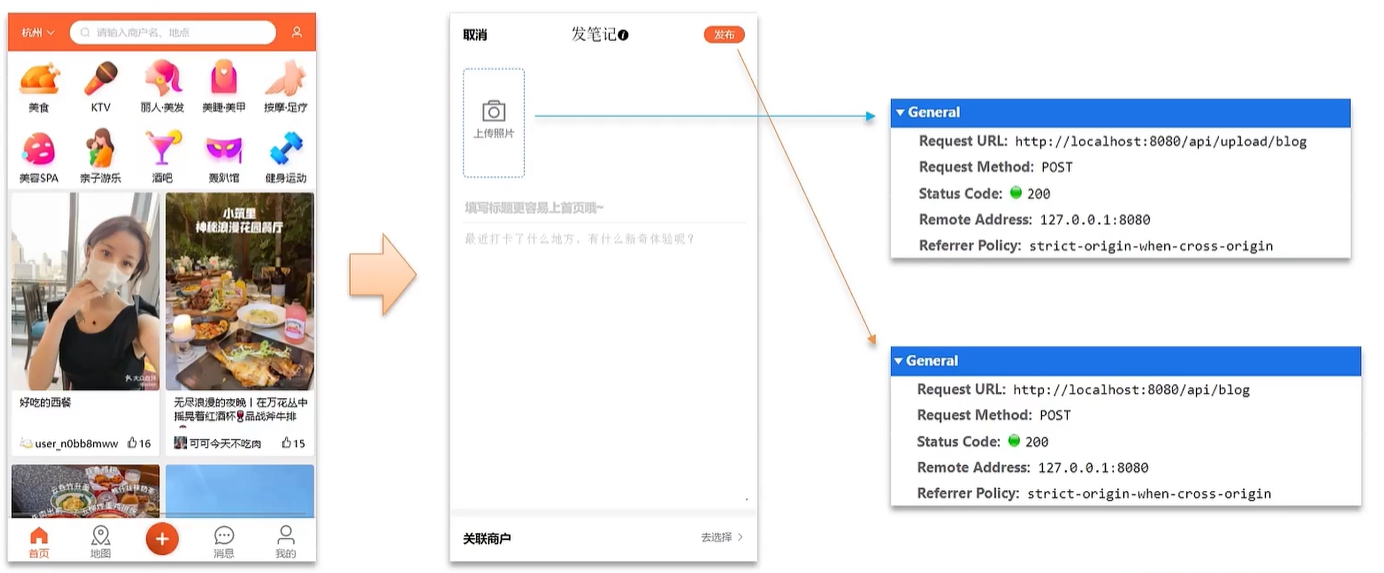 杭州
请输入商户名、地点
美食
KTV
丽人·美发
美睫·美甲
按摩·足疗
美容SPA
亲子游乐
酒吧
轰趴馆
健身运动
小筑里
神秘浪漫花园餐厅
大众点评
好吃的西餐
user_n0bb8mww
16
无尽浪漫的夜晚丨在万花丛中
摇晃着红酒杯🍷品战斧牛排
可可今天不吃肉
15
首页
地图
消息
我的
取消
发笔记
发布
上传照片
填写标题更容易上首页哦~
最近打卡了什么地方，有什么新奇体验呢?
关联商户
去选择
General
Request URL: http://localhost:8080/api/upload/blog
Request Method: POST
Status Code: 200
Remote Address: 127.0.0.1:8080
Referrer Policy: strict-origin-when-cross-origin
General
Request URL: http://localhost:8080/api/blog
Request Method: POST
Status Code: 200
Remote Address: 127.0.0.1:8080
Referrer Policy: strict-origin-when-cross-origin